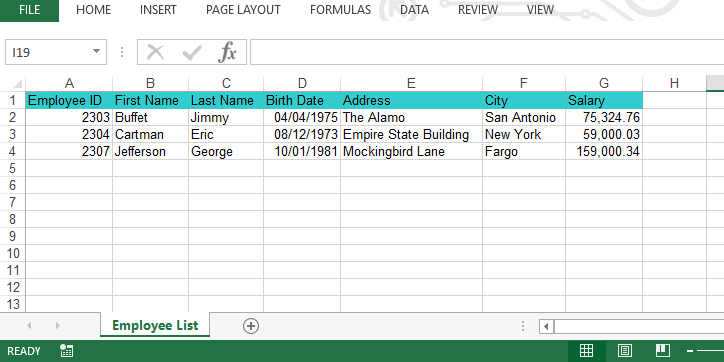 FILE HOME INSERT PAGE LAYOUT FORMULAS DATA REVIEW VIEW
I19 fx
A B C D E F G H
1 Employee ID First Name Last Name Birth Date Address City Salary
2 2303 Buffet Jimmy 04/04/1975 The Alamo San Antonio 75,324.76
3 2304 Cartman Eric 08/12/1973 Empire State Building New York 59,000.03
4 2307 Jefferson George 10/01/1981 Mockingbird Lane Fargo 159,000.34
5
6
7
8
9
10
11
12
13
Employee List
READY